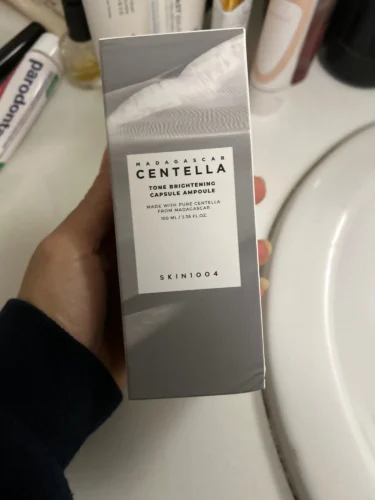 parodonta
MADAGASCAR
CENTELLA
TONE BRIGHTENING
CAPSULE AMPOULE
MADE WITH PURE CENTELLA
FROM MADAGASCAR
100 ML / 3.38 FL.OZ.
SKIN1004